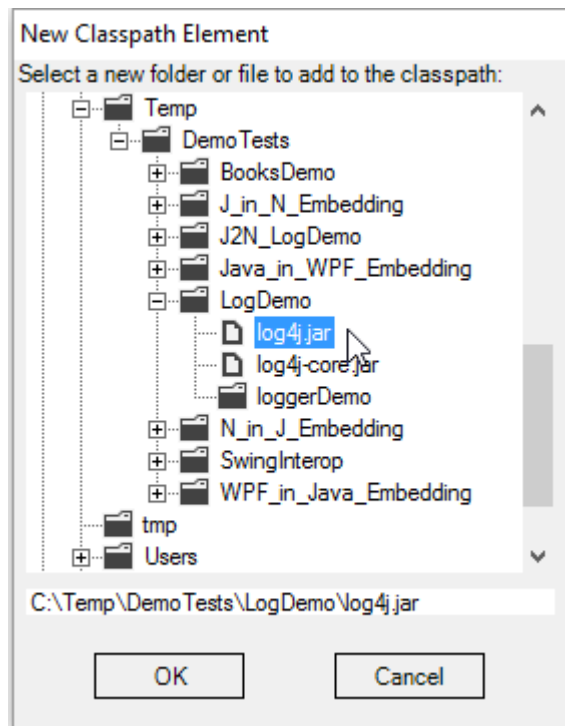 New Classpath Element
Select a new folder or file to add to the classpath:
Temp
DemoTests
BooksDemo
J_in_N_Embedding
J2N_LogDemo
Java_in_WPF_Embedding
LogDemo
log4j.jar
log4j-core.jar
loggerDemo
N_in_J_Embedding
SwingInterop
WPF_in_Java_Embedding
tmp
Users
C:\Temp\DemoTests\LogDemo\log4j.jar
OK Cancel